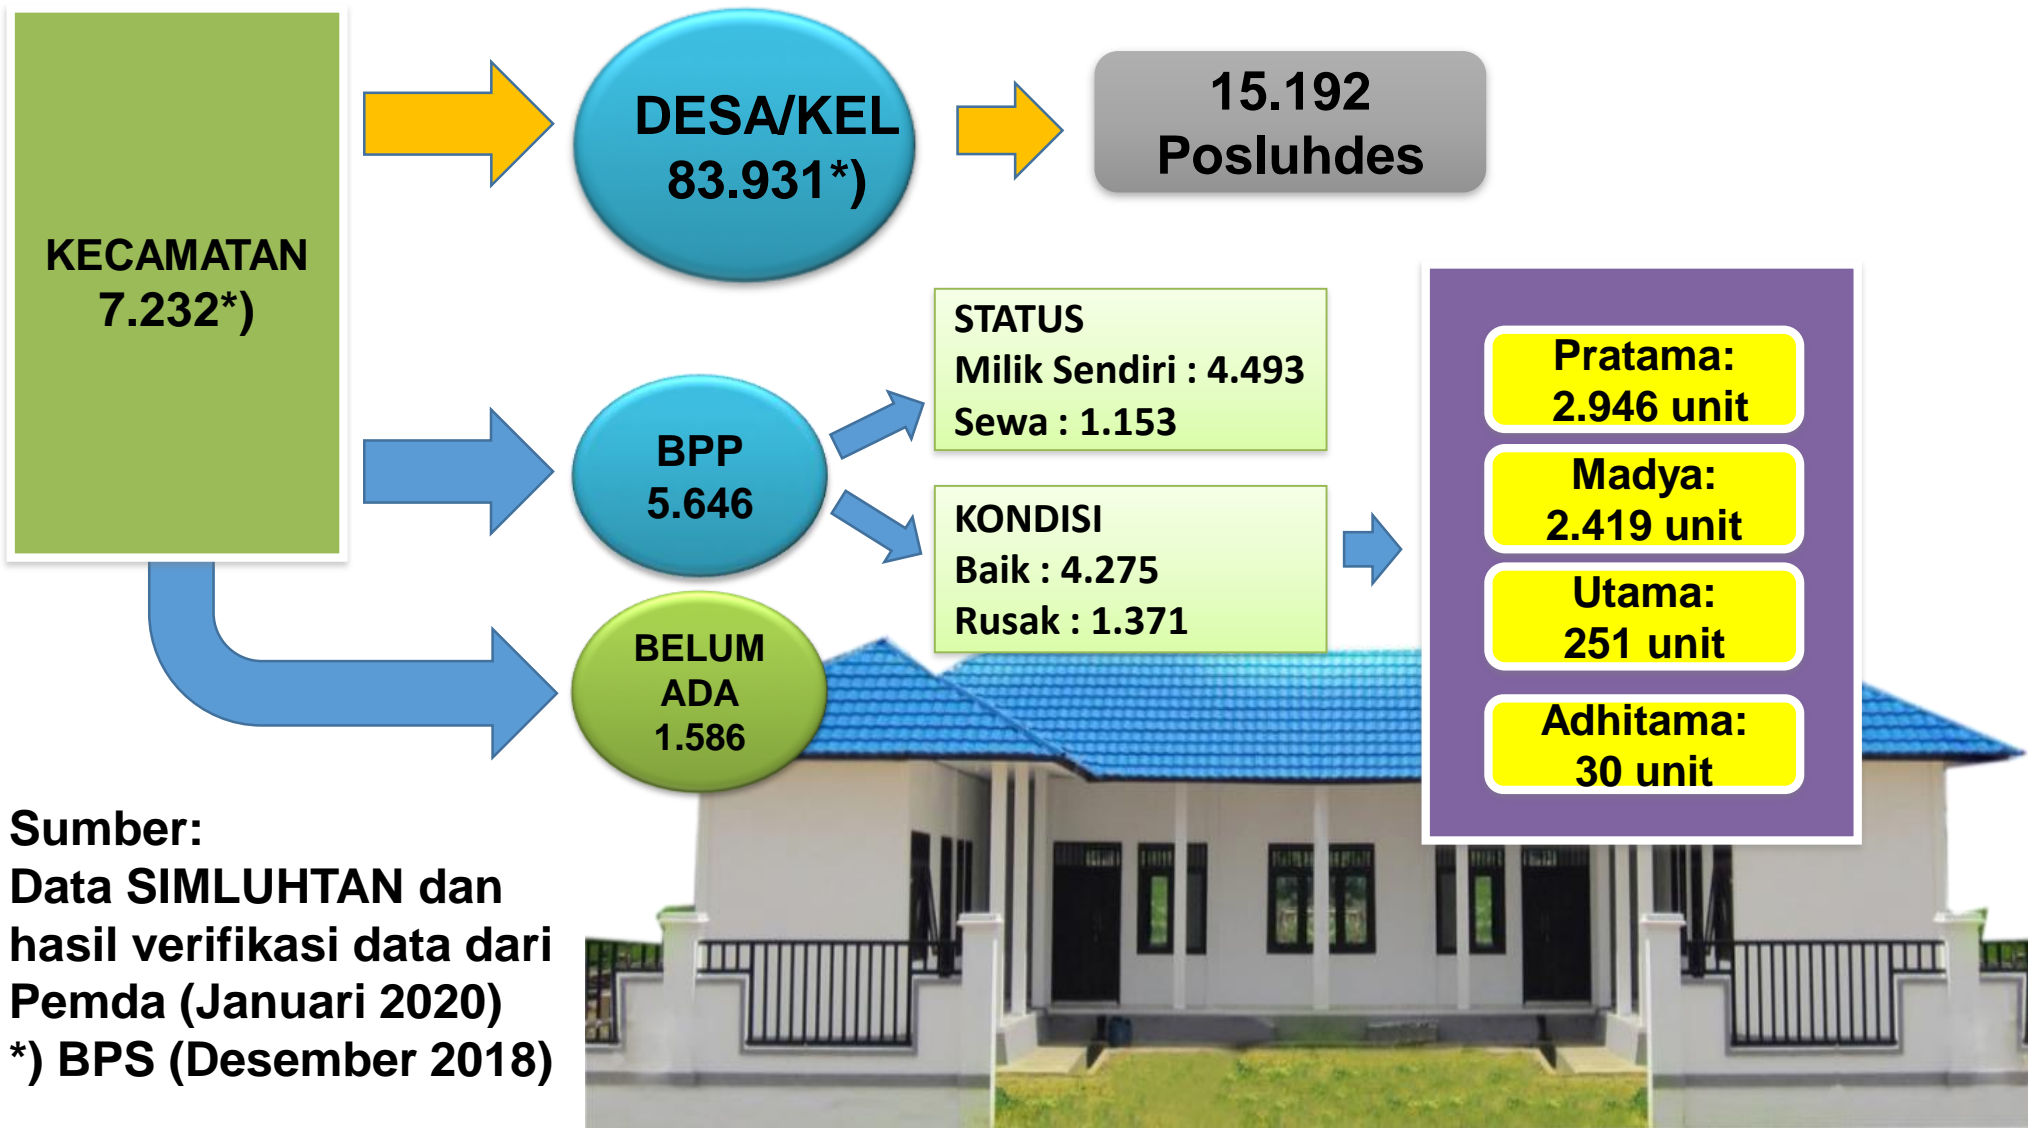 KECAMATAN
7.232*)
DESA/KEL
83.931*)
15.192
Posluhdes
BPP
5.646
STATUS
Milik Sendiri : 4.493
Sewa : 1.153
KONDISI
Baik : 4.275
Rusak : 1.371
Pratama:
2.946 unit
Madya:
2.419 unit
Utama:
251 unit
Adhitama:
30 unit
BELUM
ADA
1.586
Sumber:
Data SIMLUHTAN dan
hasil verifikasi data dari
Pemda (Januari 2020)
*) BPS (Desember 2018)